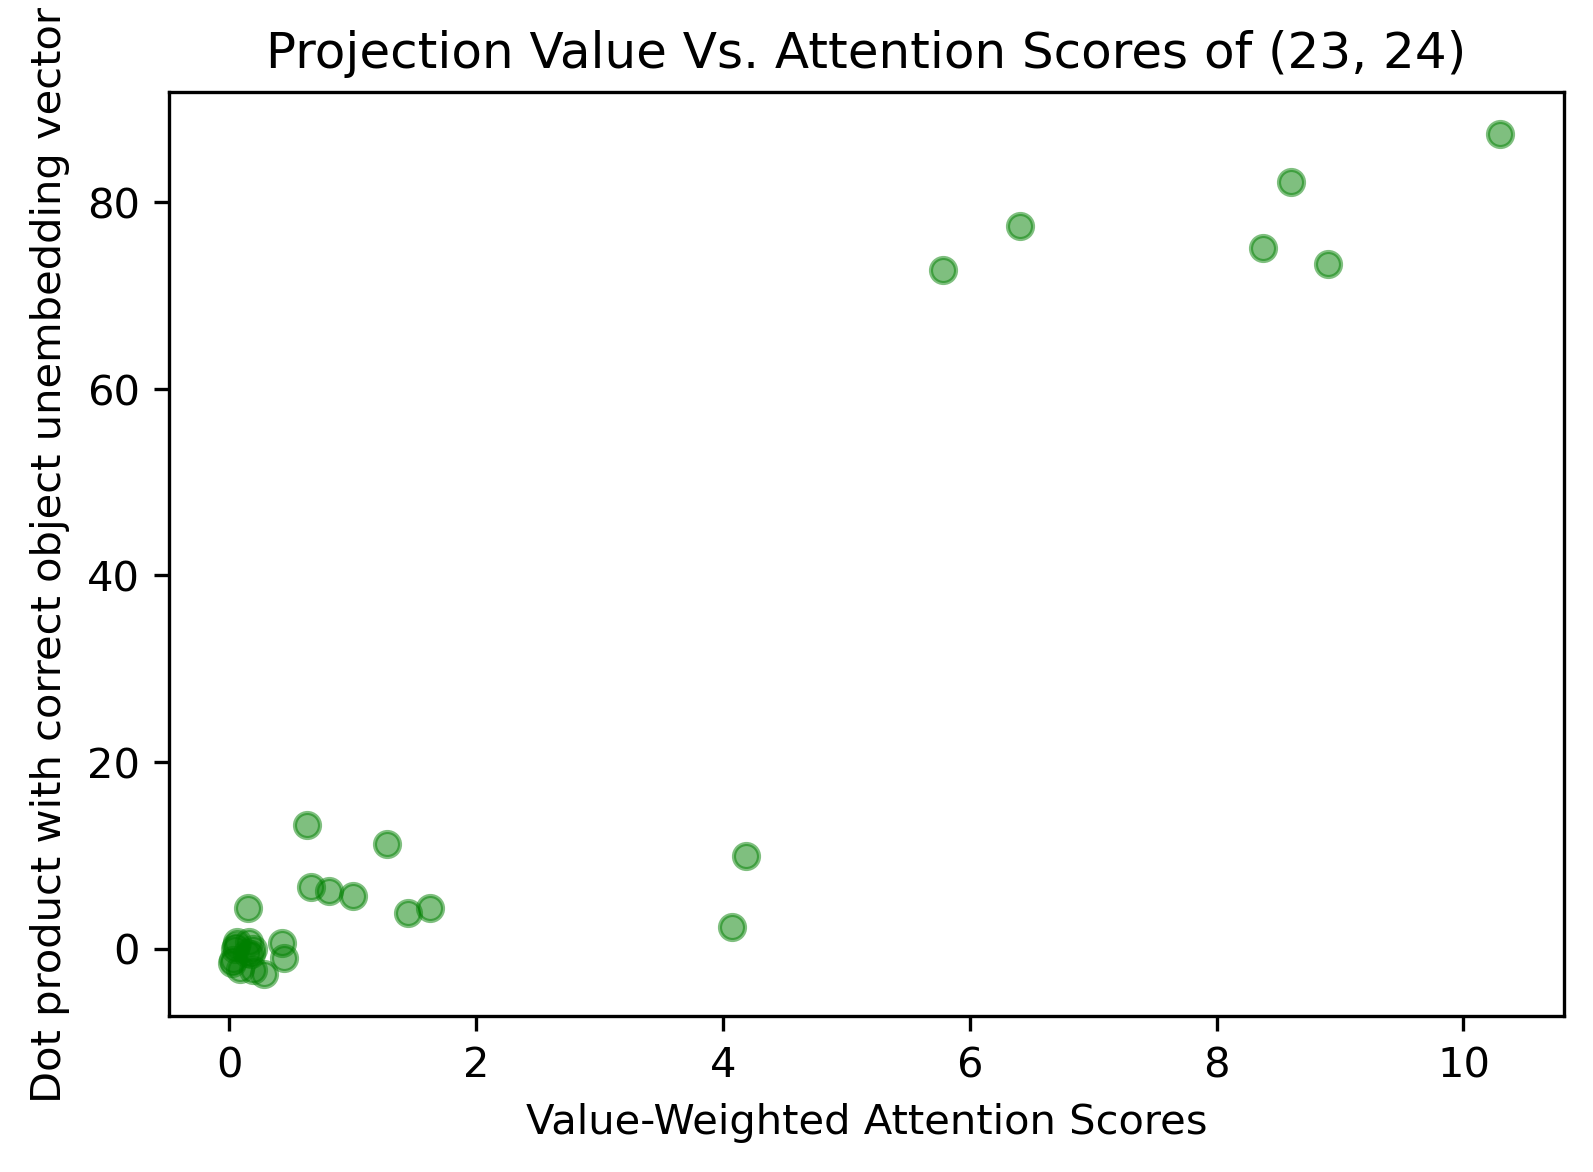 Projection Value Vs. Attention Scores of (23, 24)
Dot product with correct object unembedding vector
80
60
40
20
0
0 2 4 6 8 10
Value-Weighted Attention Scores